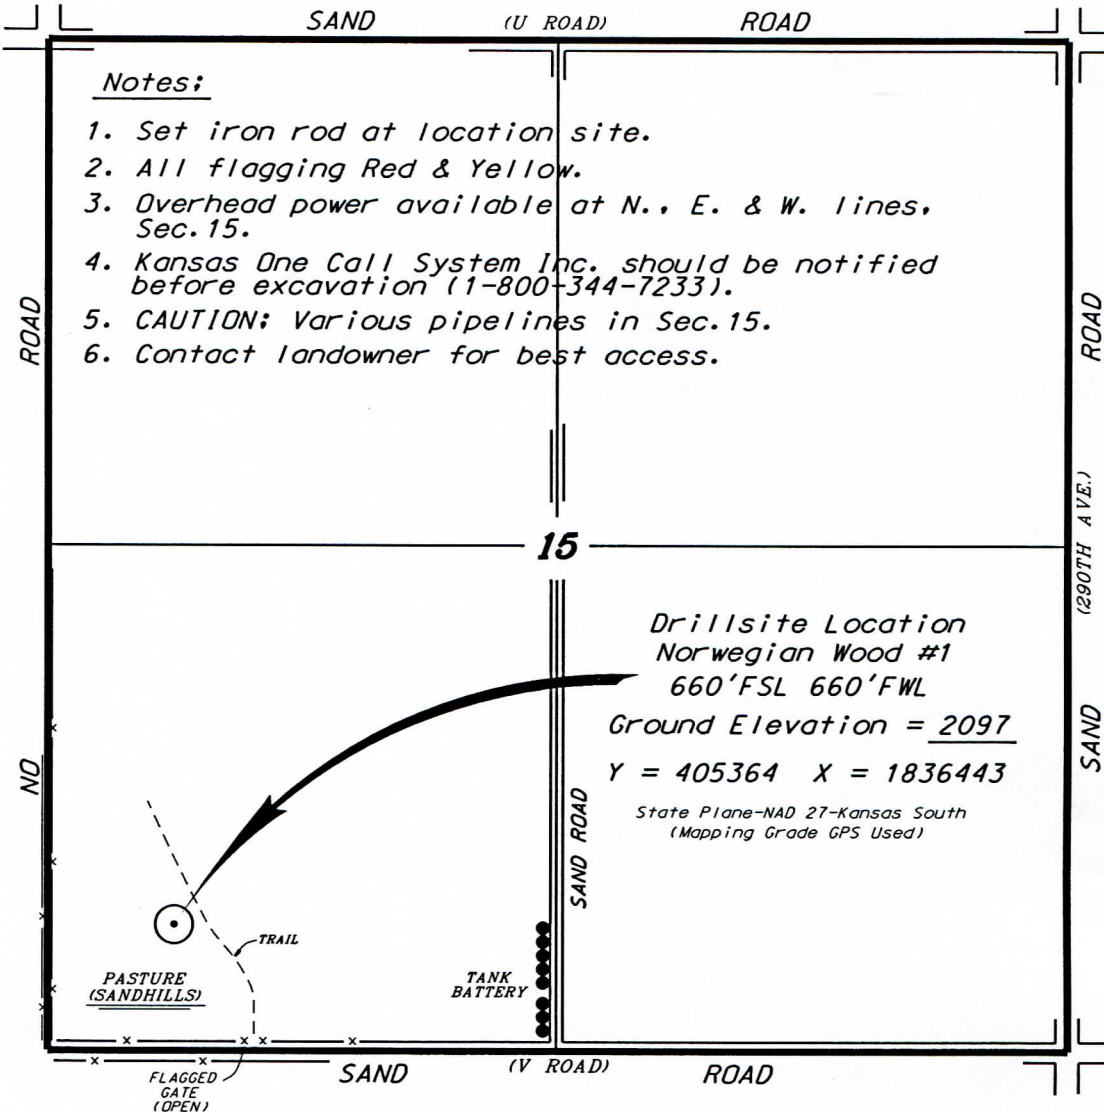 SAND (U ROAD) ROAD
Notes:
1. Set iron rod at location site.
2. All flagging Red & Yellow.
3. Overhead power available at N., E. & W. lines,
Sec. 15.
4. Kansas One Call System Inc. should be notified
before excavation (1-800-344-7233).
5. CAUTION: Various pipelines in Sec. 15.
6. Contact landowner for best access.
ROAD
ROAD
(290TH AVE.)
15
Drillsite Location
Norwegian Wood #1
660'FSL 660'FWL
Ground Elevation = 2097
Y = 405364 X = 1836443
State Plane-NAD 27-Kansas South
(Mapping Grade GPS Used)
NO
SAND
SAND ROAD
TRAIL
PASTURE
(SANDHILLS)
TANK
BATTERY
SAND (V ROAD) ROAD
FLAGGED
GATE
(OPEN)